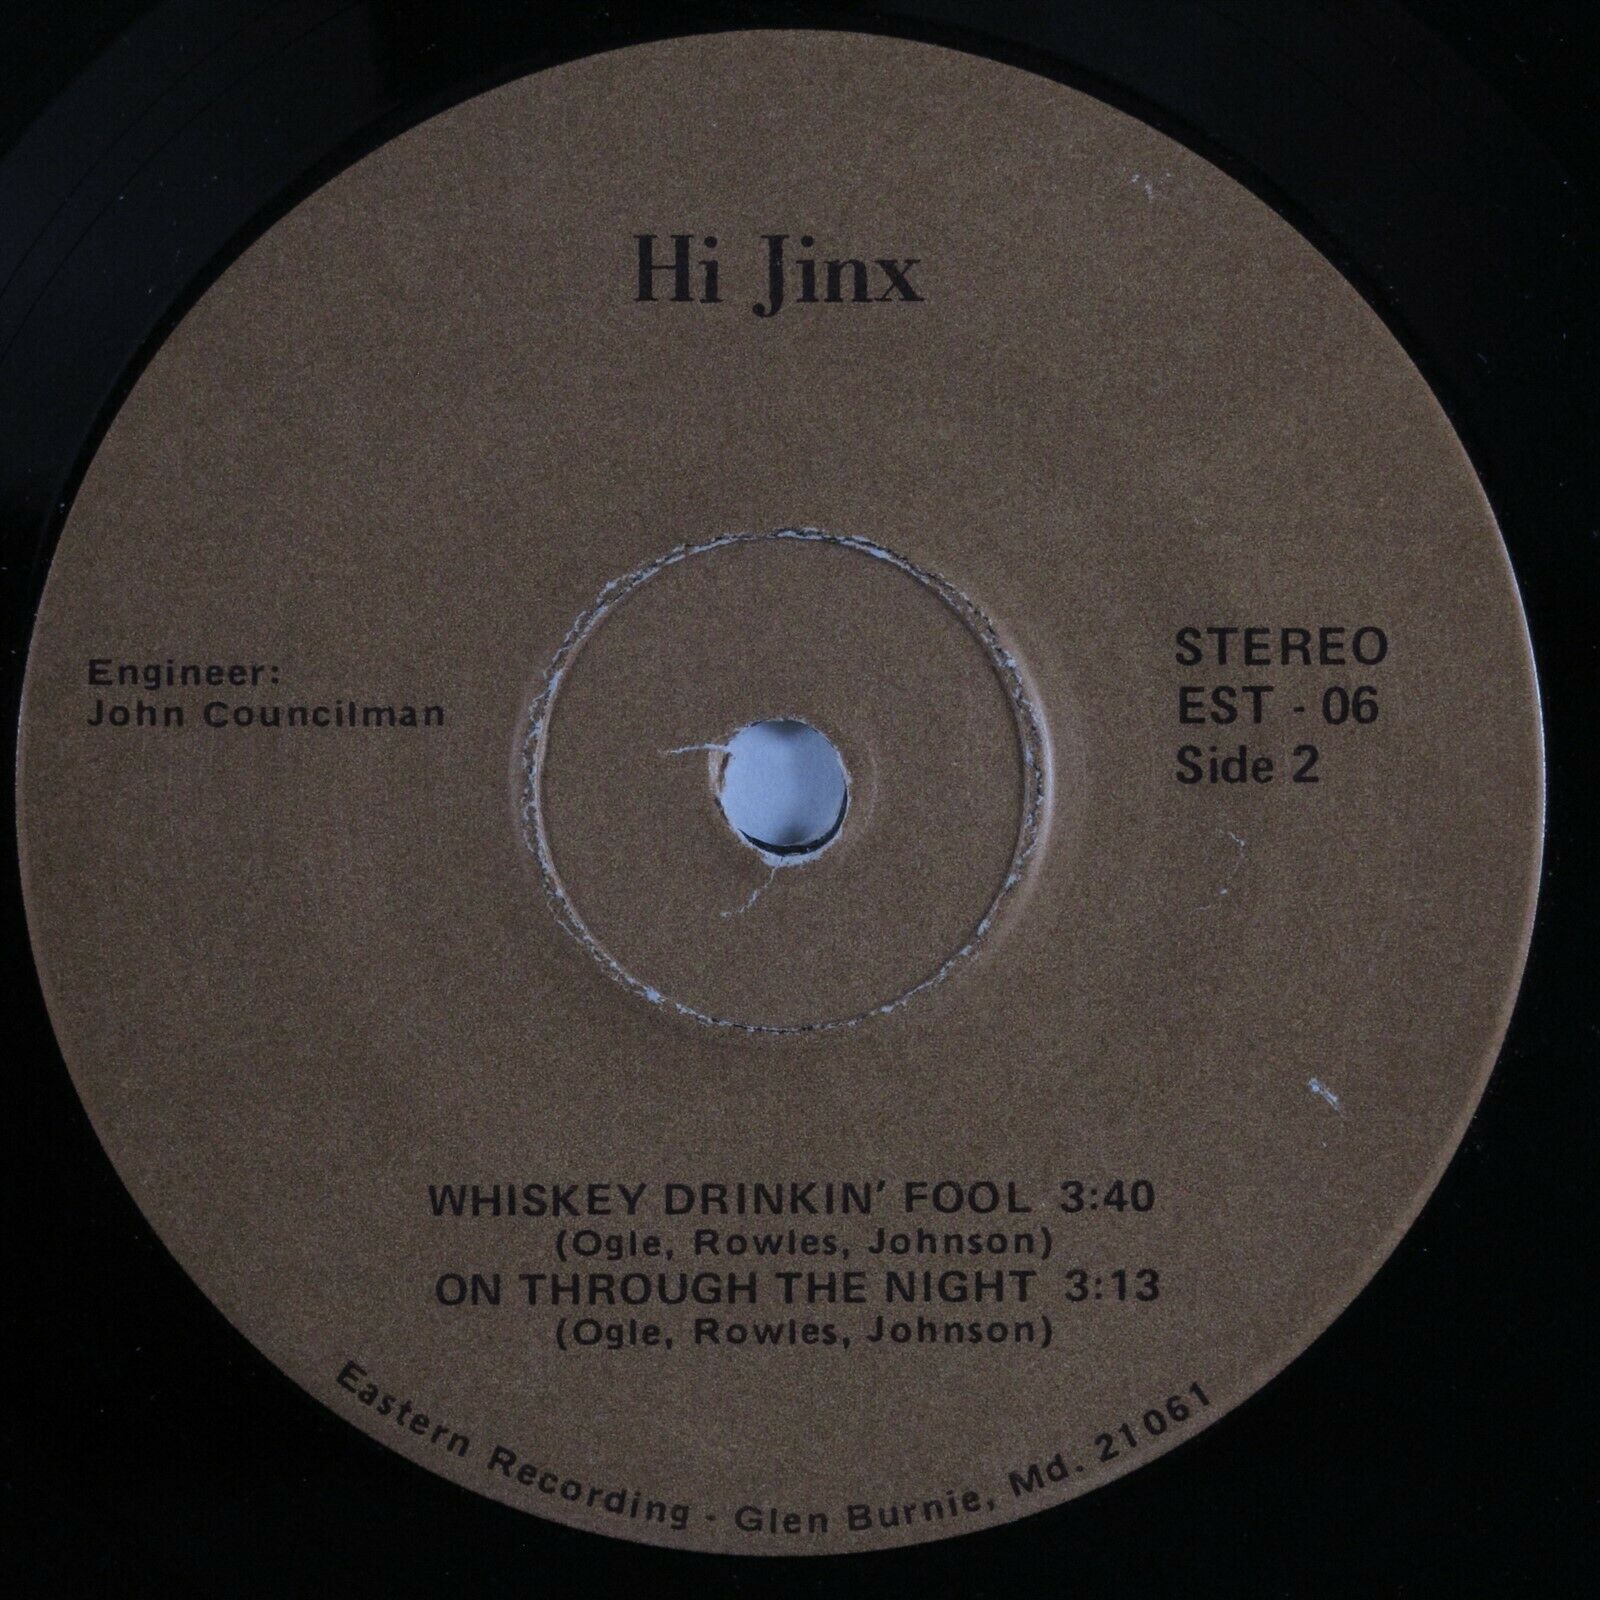 Hi Jinx
Engineer:
John Councilman
STEREO
EST - 06
Side 2
WHISKEY DRINKIN' FOOL 3:40
(Ogle, Rowles, Johnson)
ON THROUGH THE NIGHT 3:13
(Ogle, Rowles, Johnson)
Eastern Recording - Glen Burnie, Md. 21061